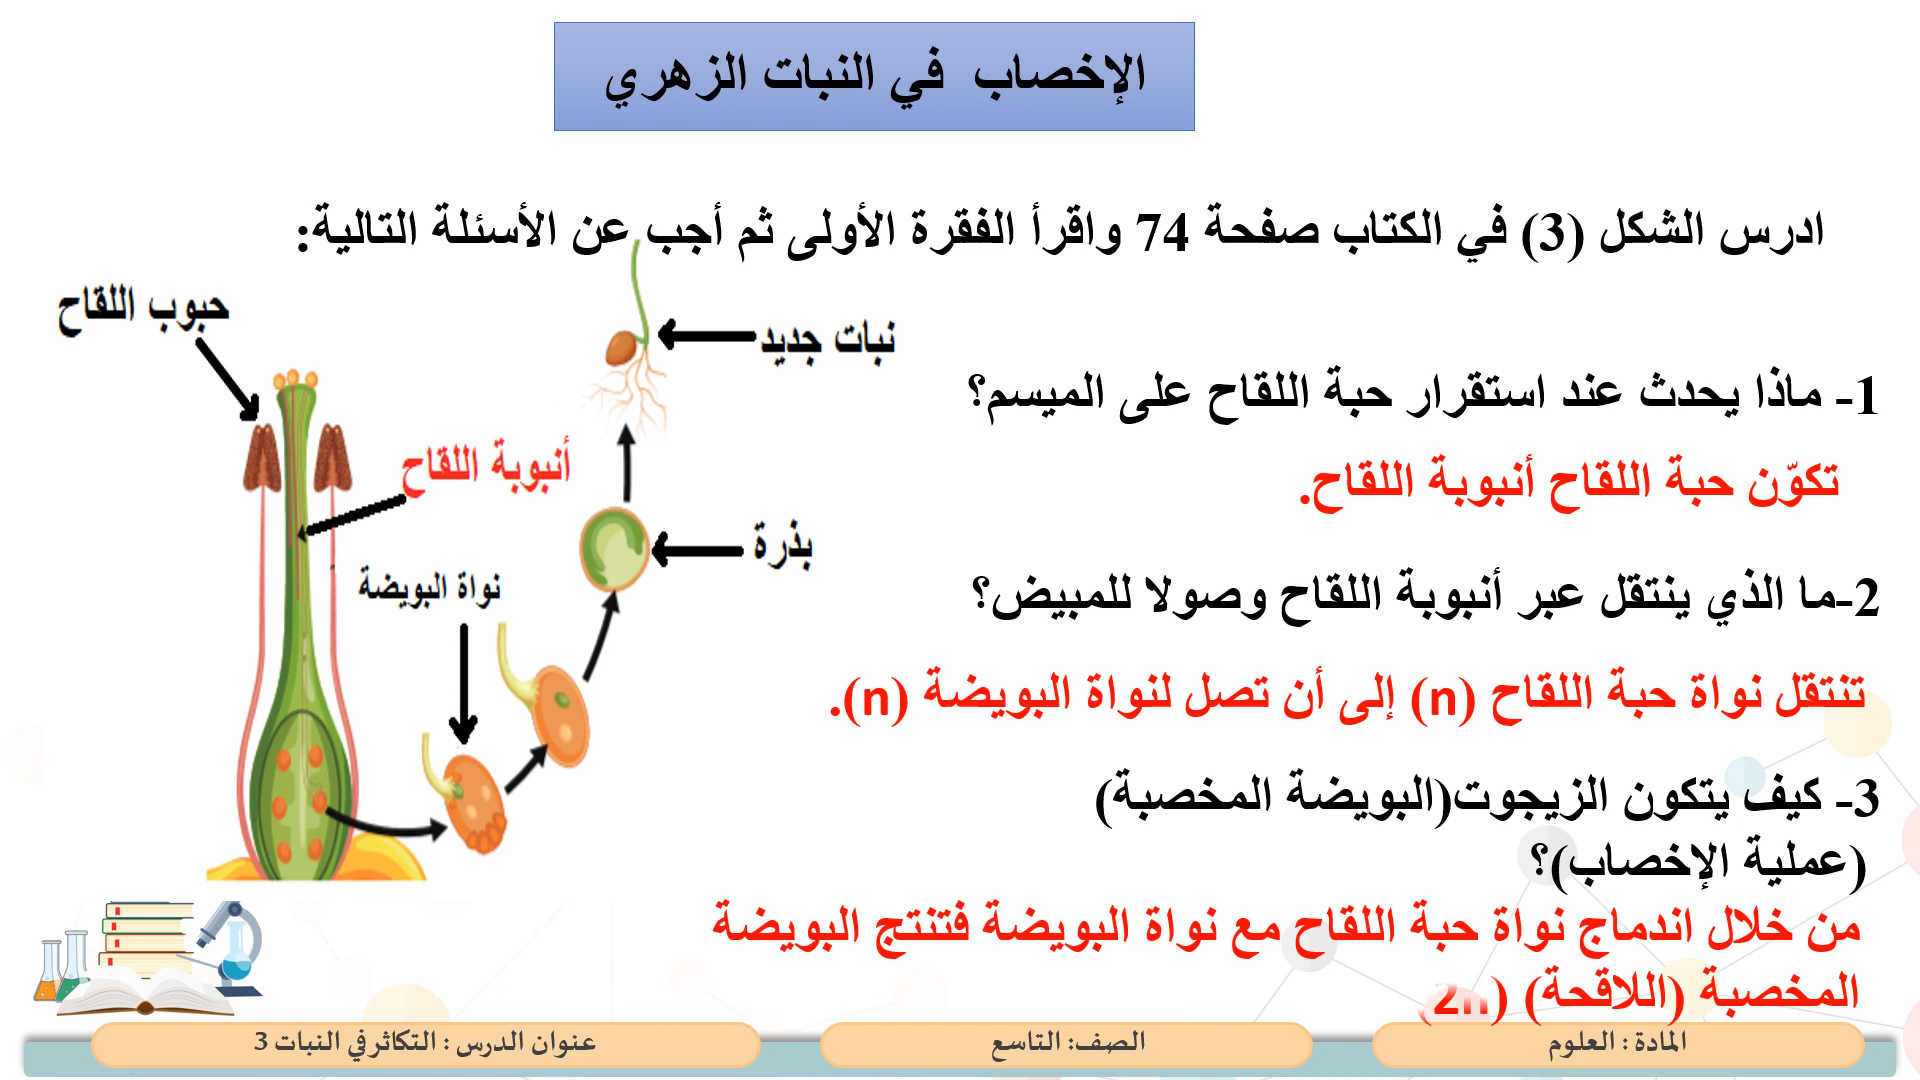 الإخصاب في النبات الزهري
ادرس الشكل (3) في الكتاب صفحة 74 واقرأ الفقرة الأولى ثم أجب عن الأسئلة التالية:
حبوب اللقاح
نبات جديد
أنبوبة اللقاح
بذرة
نواة البويضة
1- ماذا يحدث عند استقرار حبة اللقاح على الميسم؟
تكوّن حبة اللقاح أنبوبة اللقاح.
2-ما الذي ينتقل عبر أنبوبة اللقاح وصولا للمبيض؟
تنتقل نواة حبة اللقاح (n) إلى أن تصل لنواة البويضة (n).
3- كيف يتكون الزيجوت(البويضة المخصبة)
(عملية الإخصاب)؟
من خلال اندماج نواة حبة اللقاح مع نواة البويضة فتنتج البويضة
المخصبة (اللاقحة) (2n)
المادة : العلوم
الصف: التاسع
عنوان الدرس : التكاثر في النبات 3